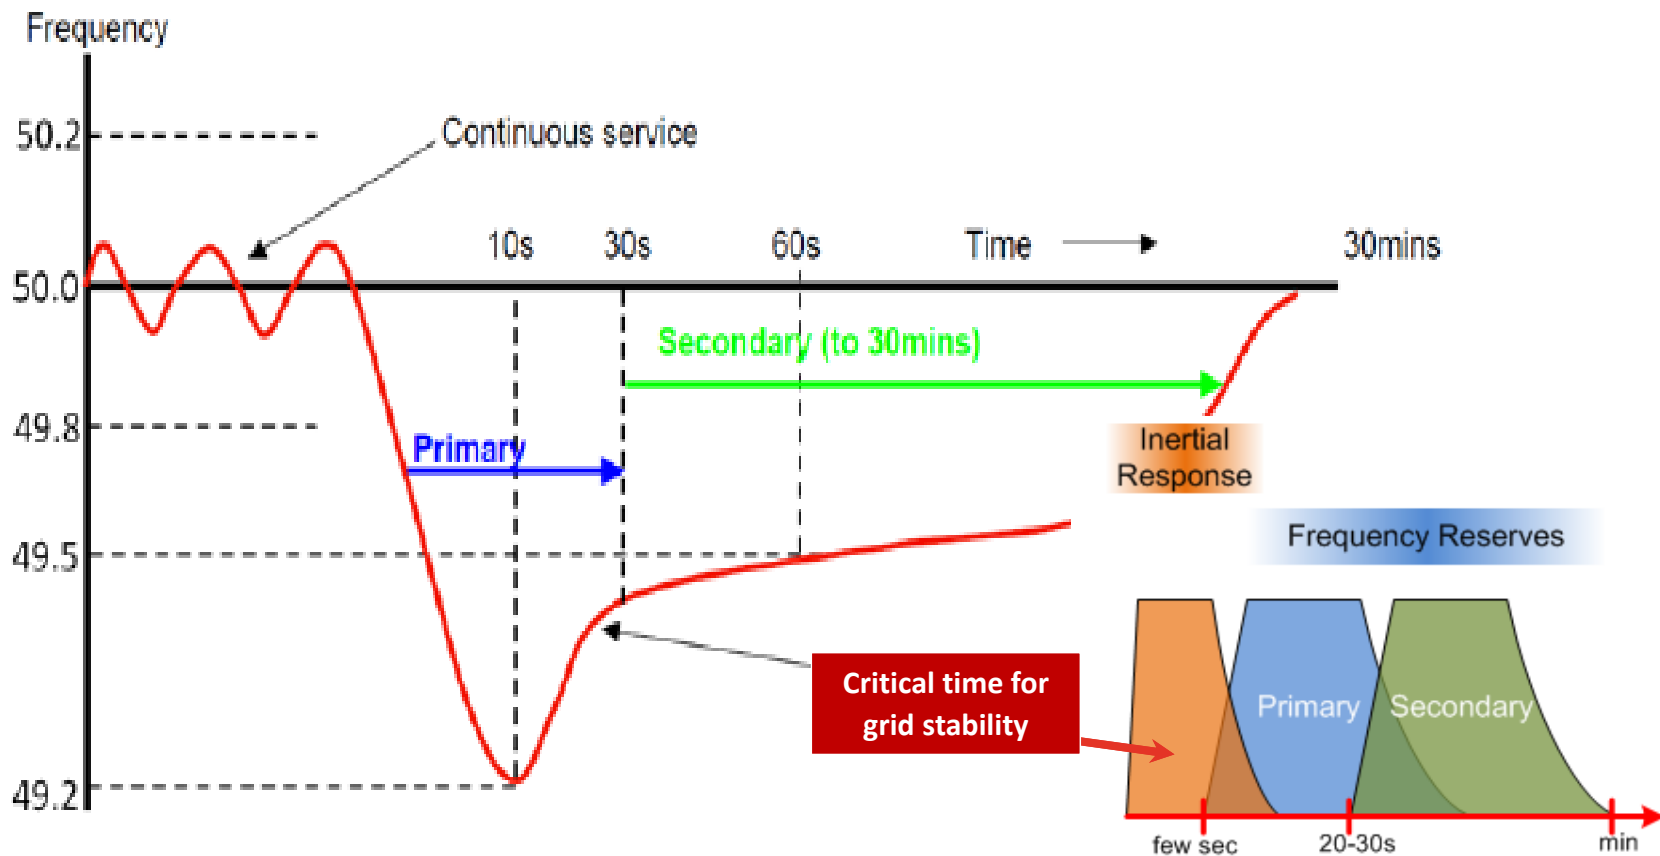 Frequency
50.2
Continuous service
10s 30s 60s Time 30mins
50.0
Secondary (to 30mins)
49.8
Primary
Inertial
Response
49.5
Frequency Reserves
Critical time for
grid stability
Primary Secondary
49.2
few sec 20-30s min